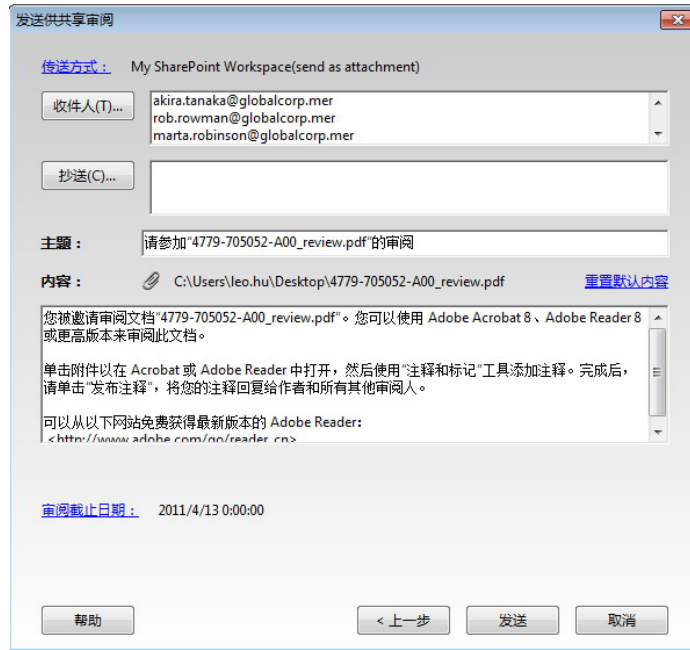 发送供共享审阅
传送方式： My SharePoint Workspace(send as attachment)
收件人(T)...
akira.tanaka@globalcorp.mer
rob.rowman@globalcorp.mer
marta.robinson@globalcorp.mer
抄送(C)...
主题： 请参加"4779-705052-A00_review.pdf"的审阅
内容： C:\Users\leo.hu\Desktop\4779-705052-A00_review.pdf 重置默认内容
您被邀请审阅文档"4779-705052-A00_review.pdf"。您可以使用 Adobe Acrobat 8、Adobe Reader 8
或更高版本来审阅此文档。
单击附件以在 Acrobat 或 Adobe Reader 中打开，然后使用"注释和标记"工具添加注释。完成后，
请单击"发布注释"，将您的注释回复给作者和所有其他审阅人。
可以从以下网站免费获得最新版本的 Adobe Reader:
<http://www.adobe.com/go/reader_cn>
审阅截止日期： 2011/4/13 0:00:00
帮助 <上一步 发送 取消